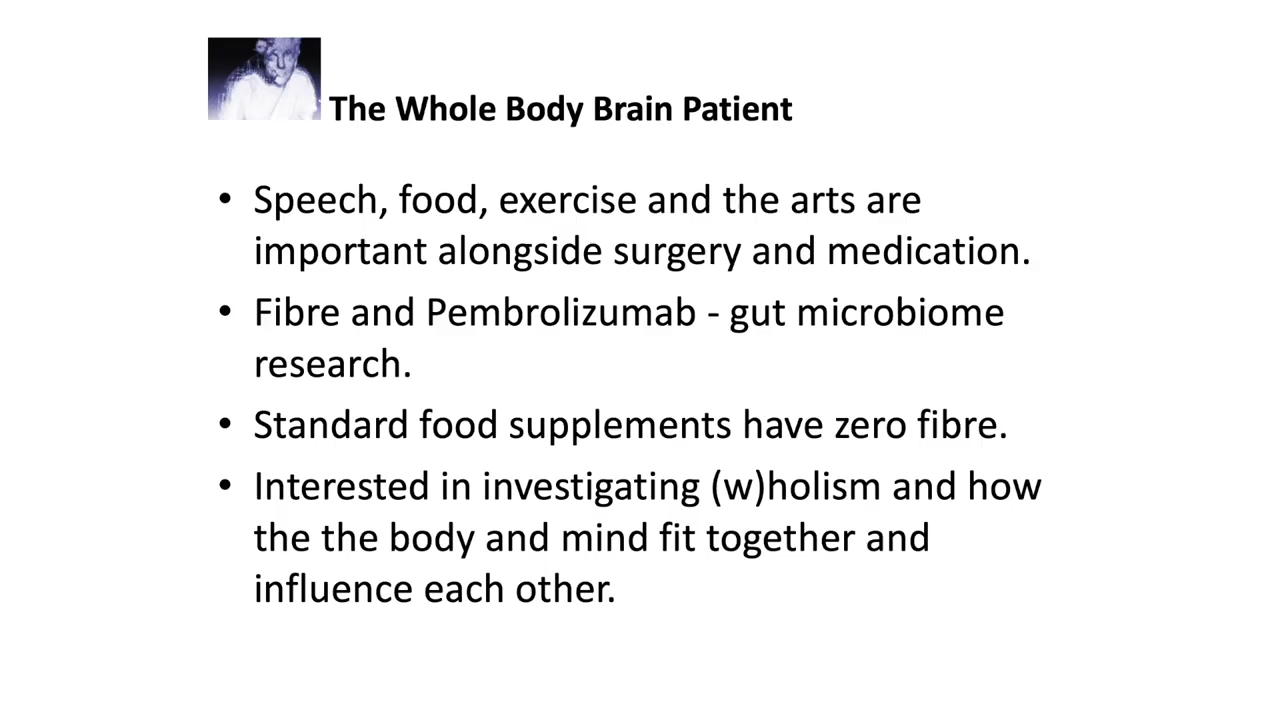 The Whole Body Brain Patient
• Speech, food, exercise and the arts are
important alongside surgery and medication.
• Fibre and Pembrolizumab - gut microbiome
research.
• Standard food supplements have zero fibre.
• Interested in investigating (w)holism and how
the the body and mind fit together and
influence each other.